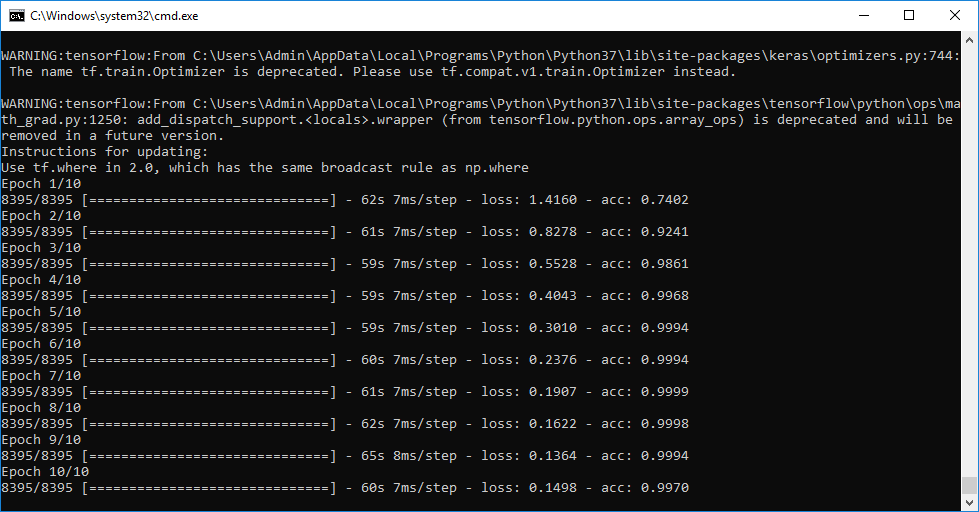 C:\Windows\system32\cmd.exe
WARNING:tensorflow:From C:\Users\Admin\AppData\Local\Programs\Python\Python37\lib\site-packages\keras\optimizers.py:744:
The name tf.train.Optimizer is deprecated. Please use tf.compat.v1.train.Optimizer instead.
WARNING:tensorflow:From C:\Users\Admin\AppData\Local\Programs\Python\Python37\lib\site-packages\tensorflow\python\ops\ma
th_grad.py:1250: add_dispatch_support.<locals>.wrapper (from tensorflow.python.ops.array_ops) is deprecated and will be
removed in a future version.
Instructions for updating:
Use tf.where in 2.0, which has the same broadcast rule as np.where
Epoch 1/10
8395/8395 [==============================] - 62s 7ms/step - loss: 1.4160 - acc: 0.7402
Epoch 2/10
8395/8395 [==============================] - 61s 7ms/step - loss: 0.8278 - acc: 0.9241
Epoch 3/10
8395/8395 [==============================] - 59s 7ms/step - loss: 0.5528 - acc: 0.9861
Epoch 4/10
8395/8395 [==============================] - 59s 7ms/step - loss: 0.4043 - acc: 0.9968
Epoch 5/10
8395/8395 [==============================] - 59s 7ms/step - loss: 0.3010 - acc: 0.9994
Epoch 6/10
8395/8395 [==============================] - 60s 7ms/step - loss: 0.2376 - acc: 0.9994
Epoch 7/10
8395/8395 [==============================] - 61s 7ms/step - loss: 0.1907 - acc: 0.9999
Epoch 8/10
8395/8395 [==============================] - 62s 7ms/step - loss: 0.1622 - acc: 0.9998
Epoch 9/10
8395/8395 [==============================] - 65s 8ms/step - loss: 0.1364 - acc: 0.9994
Epoch 10/10
8395/8395 [==============================] - 60s 7ms/step - loss: 0.1498 - acc: 0.9970